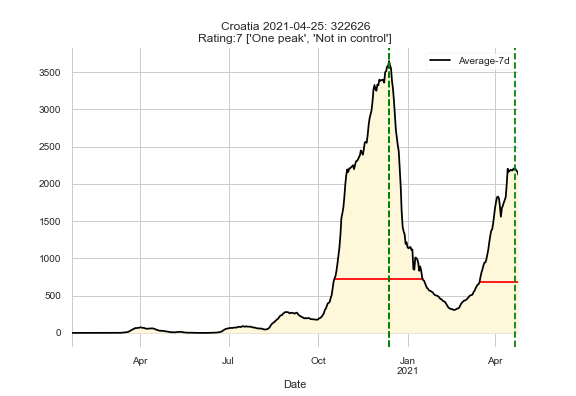 Croatia 2021-04-25: 322626
Rating:7 ['One peak', 'Not in control']
Average-7d
3500
3000
2500
2000
1500
1000
500
0
Apr
Jul
Oct
Jan
2021
Apr
Date